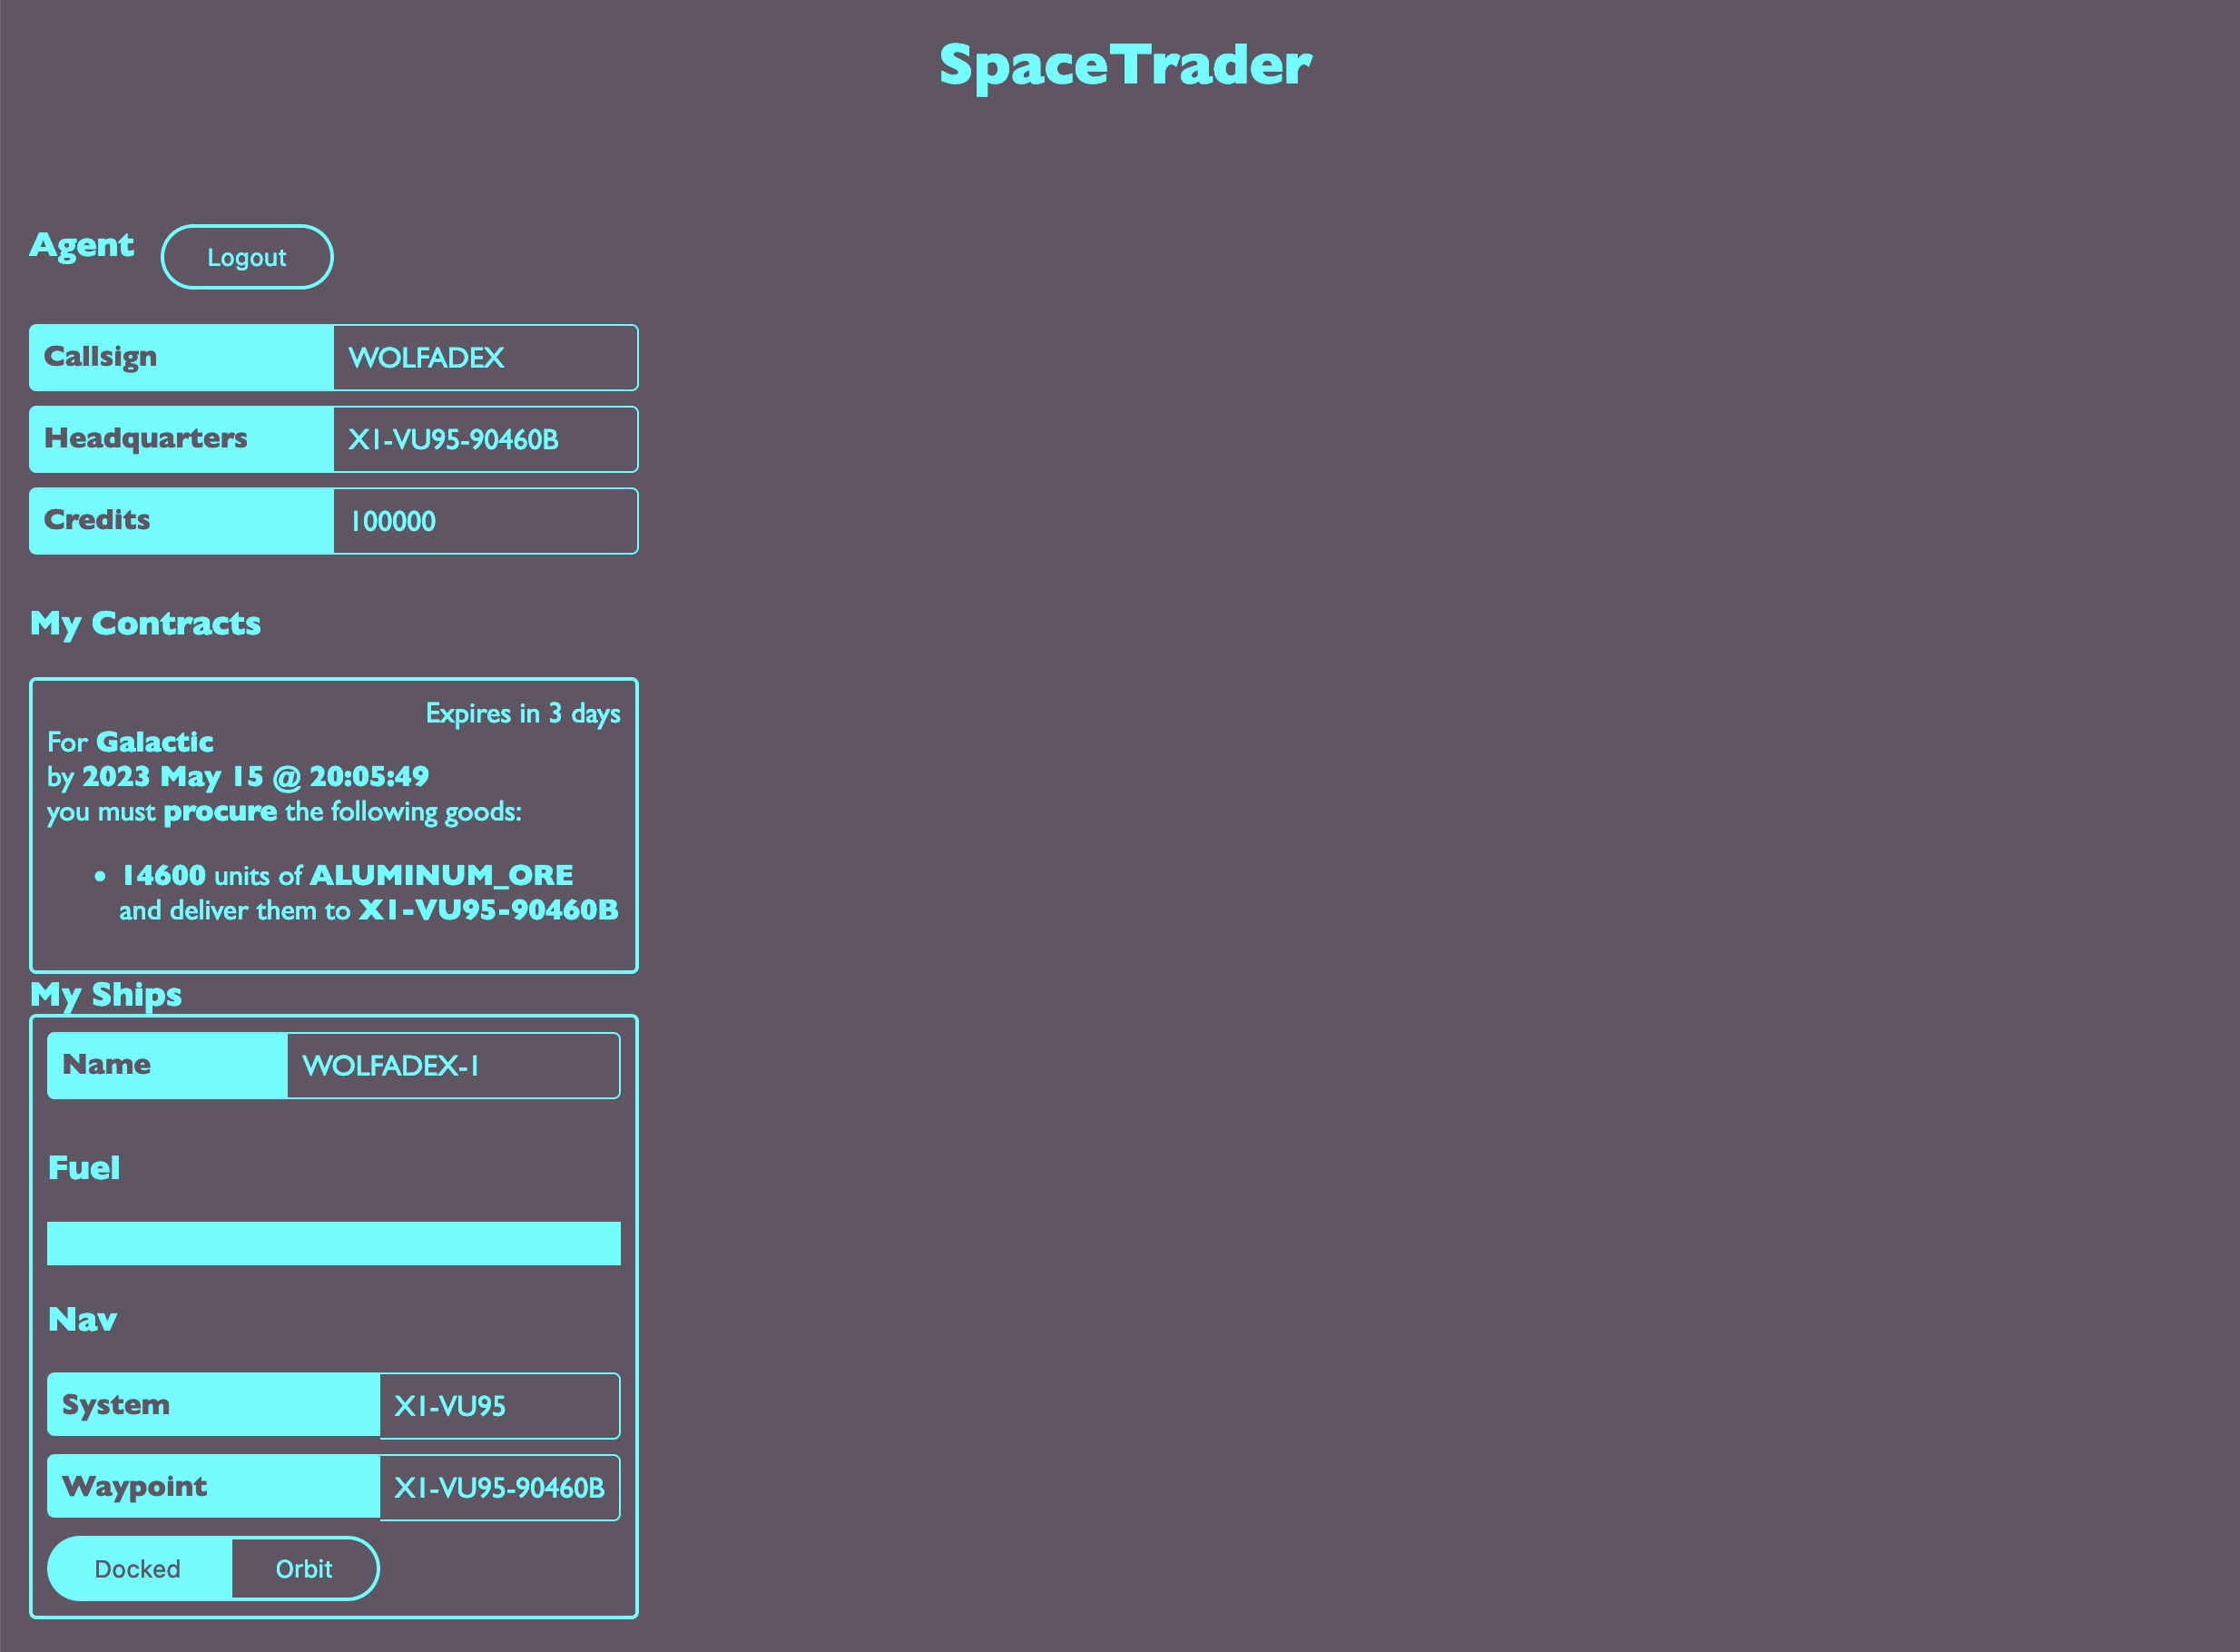 SpaceTrader
Agent
Logout
Callsign
WOLFADEX
Headquarters
X1-VU95-90460B
Credits
100000
My Contracts
Expires in 3 days
For Galactic
by 2023 May 15 @ 20:05:49
you must procure the following goods:
• 14600 units of ALUMINUM_ORE
and deliver them to X1-VU95-90460B
My Ships
Name
WOLFADEX-1
Fuel
Nav
System
X1-VU95
Waypoint
X1-VU95-90460B
Docked
Orbit